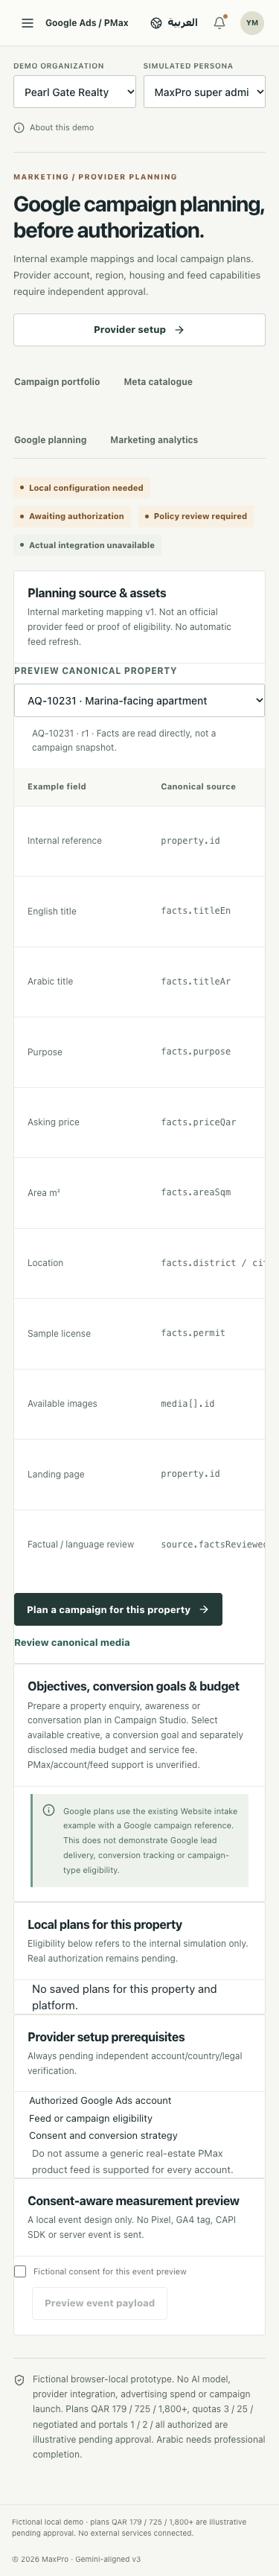 Google Ads / PMax
العربية
YM
DEMO ORGANIZATION
SIMULATED PERSONA
Pearl Gate Realty
MaxPro super admi
About this demo
MARKETING / PROVIDER PLANNING
Google campaign planning,
before authorization.
Internal example mappings and local campaign plans.
Provider account, region, housing and feed capabilities
require independent approval.
Provider setup →
Campaign portfolio
Meta catalogue
Google planning
Marketing analytics
Local configuration needed
Awaiting authorization
Policy review required
Actual integration unavailable
Planning source & assets
Internal marketing mapping v1. Not an official
provider feed or proof of eligibility. No automatic
feed refresh.
PREVIEW CANONICAL PROPERTY
AQ-10231 · Marina-facing apartment
AQ-10231 · r1 · Facts are read directly, not a
campaign snapshot.
Example field
Canonical source
Internal reference
property.id
English title
facts.titleEn
Arabic title
facts.titleAr
Purpose
facts.purpose
Asking price
facts.priceQar
Area m²
facts.areaSqm
Location
facts.district / ci
Sample license
facts.permit
Available images
media[].id
Landing page
property.id
Factual / language review
source.factsReviewed
Plan a campaign for this property →
Review canonical media
Objectives, conversion goals & budget
Prepare a property enquiry, awareness or
conversation plan in Campaign Studio. Select
available creative, a conversion goal and separately
disclosed media budget and service fee.
PMax/account/feed support is unverified.
Google plans use the existing Website intake
example with a Google campaign reference.
This does not demonstrate Google lead
delivery, conversion tracking or campaign-
type eligibility.
Local plans for this property
Eligibility below refers to the internal simulation only.
Real authorization remains pending.
No saved plans for this property and
platform.
Provider setup prerequisites
Always pending independent account/country/legal
verification.
Authorized Google Ads account
Feed or campaign eligibility
Consent and conversion strategy
Do not assume a generic real-estate PMax
product feed is supported for every account.
Consent-aware measurement preview
A local event design only. No Pixel, GA4 tag, CAPI
SDK or server event is sent.
Fictional consent for this event preview
Preview event payload
Fictional browser-local prototype. No AI model,
provider integration, advertising spend or campaign
launch. Plans QAR 179 / 725 / 1,800+, quotas 3 / 25 /
negotiated and portals 1 / 2 / all authorized are
illustrative pending approval. Arabic needs professional
completion.
Fictional local demo · plans QAR 179 / 725 / 1,800+ are illustrative
pending approval. No external services connected.
© 2026 MaxPro · Gemini-aligned v3